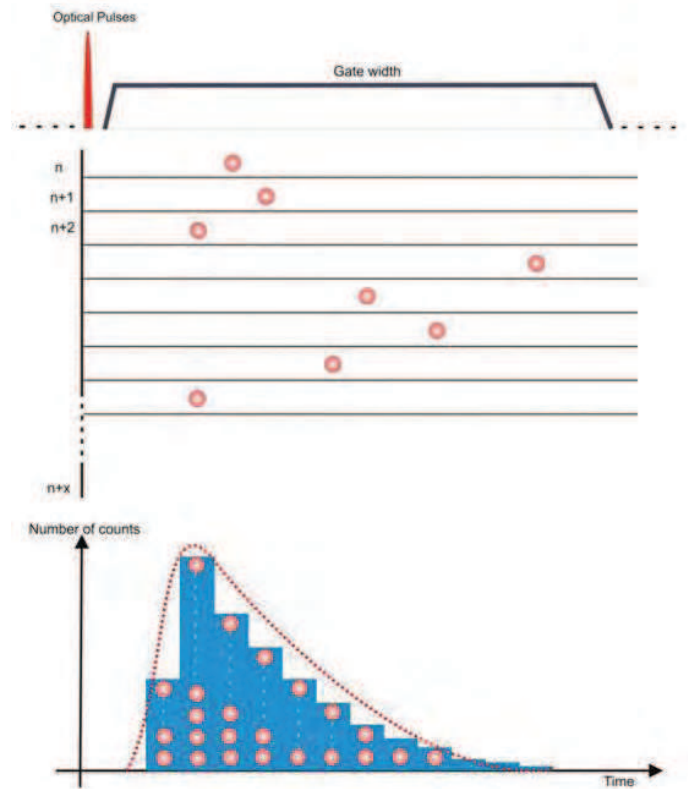 Optical Pulses
Gate width
n
n+1
n+2
n+x
Number of counts
Time